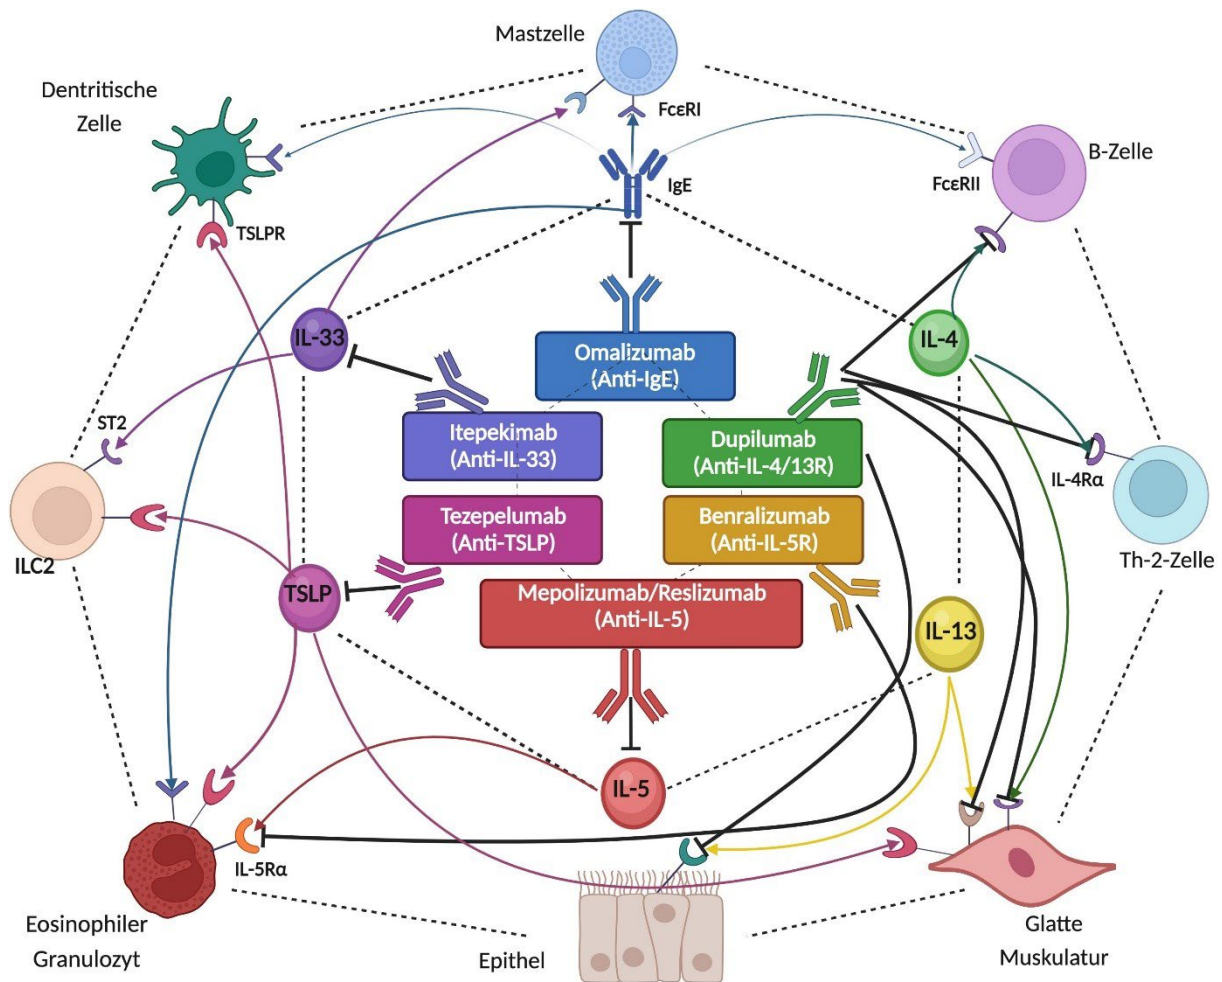 Mastzelle
Dentritische
Zelle
FcεRI
B-Zelle
IgE
FcεRII
TSLPR
IL-33
IL-4
Omalizumab
(Anti-IgE)
ST2
Itepekimab
(Anti-IL-33)
Dupilumab
(Anti-IL-4/13R)
IL-4Rα
Tezepelumab
(Anti-TSLP)
Benralizumab
(Anti-IL-5R)
ILC2
Th-2-Zelle
TSLP
Mepolizumab/Reslizumab
(Anti-IL-5)
IL-13
IL-5
IL-5Rα
Eosinophiler
Granulozyt
Epithel
Glatte
Muskulatur